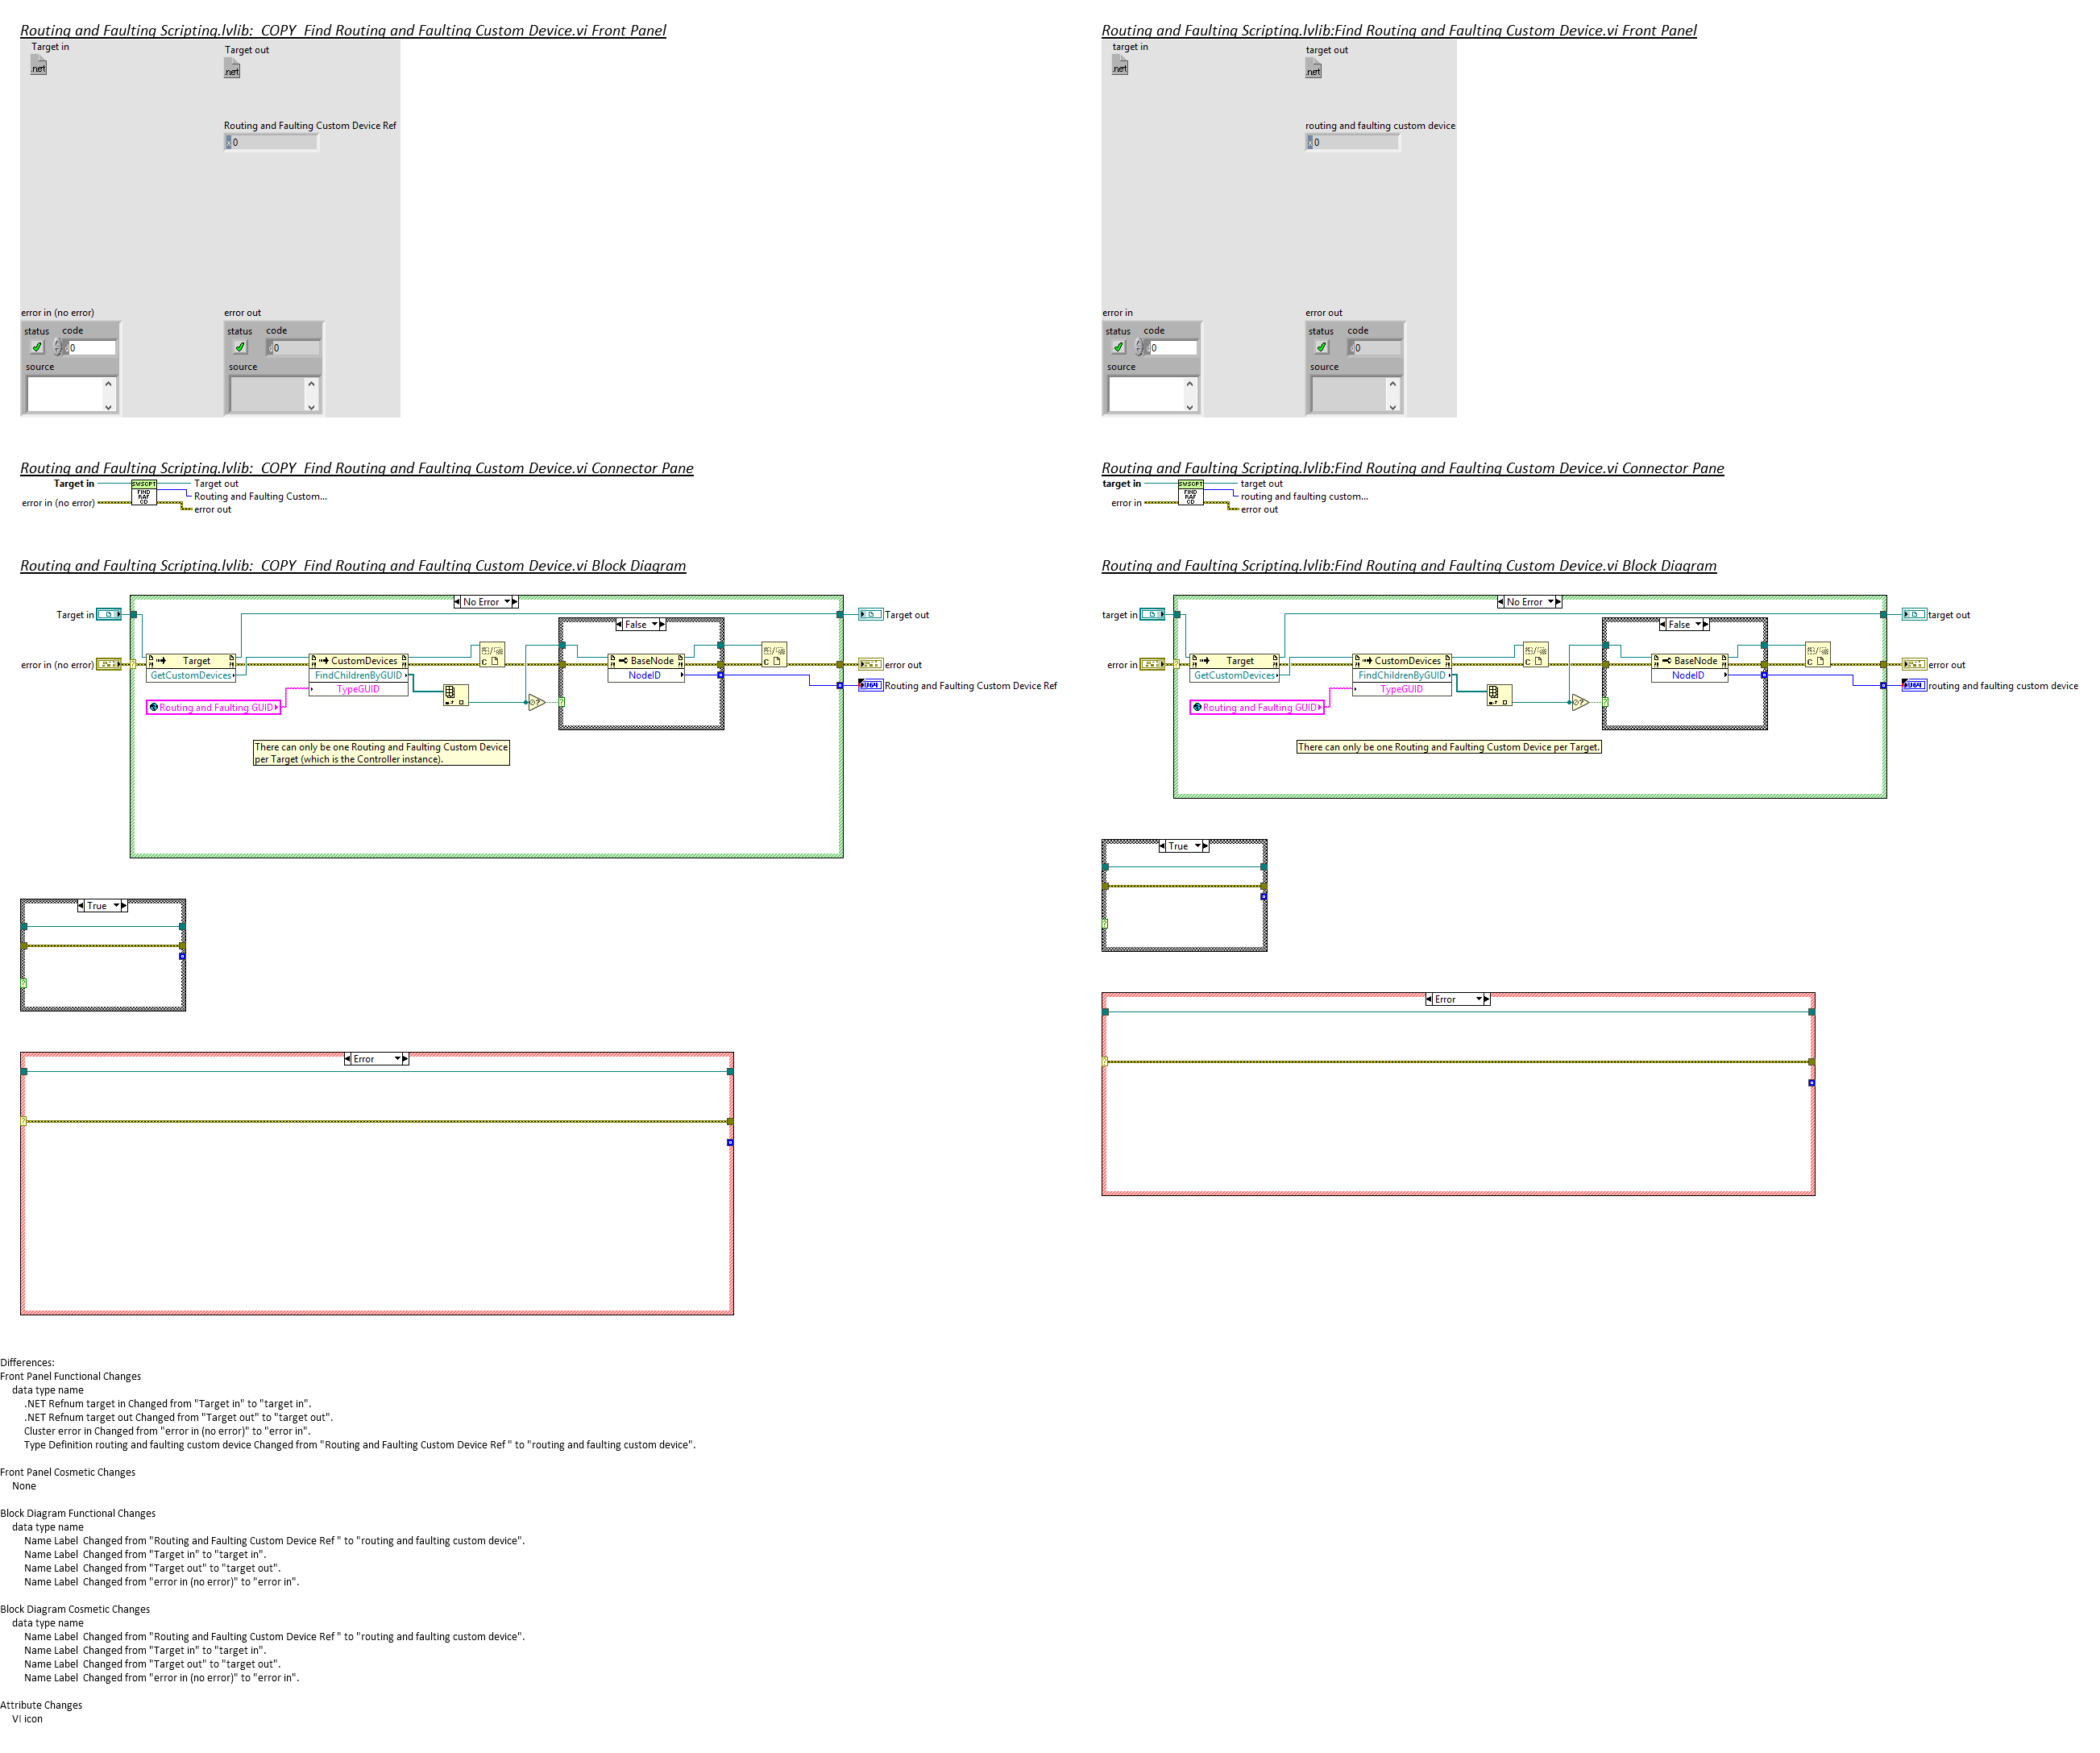 Routing and Faulting Scripting.lvlib:_COPY_Find Routing and Faulting Custom Device.vi Front Panel
Target in
Target out
.net
.net
Routing and Faulting Custom Device Ref
x 0
error in (no error)
error out
status code
status code
0
0
source
source
Routing and Faulting Scripting.lvlib:_COPY_Find Routing and Faulting Custom Device.vi Connector Pane
Target in
SWSCPT
FIND
RAF
CD
Target out
Routing and Faulting Custom...
error in (no error)
error out
Routing and Faulting Scripting.lvlib:_COPY_Find Routing and Faulting Custom Device.vi Block Diagram
No Error
Target in
Target out
False
error in (no error)
Target
GetCustomDevices
CustomDevices
FindChildrenByGUID
TypeGUID
BaseNode
NodeID
error out
Routing and Faulting Custom Device Ref
Routing and Faulting GUID
There can only be one Routing and Faulting Custom Device
per Target (which is the Controller instance).
True
Error
Routing and Faulting Scripting.lvlib:Find Routing and Faulting Custom Device.vi Front Panel
target in
target out
.net
.net
routing and faulting custom device
x 0
error in
error out
status code
status code
0
0
source
source
Routing and Faulting Scripting.lvlib:Find Routing and Faulting Custom Device.vi Connector Pane
target in
SWSCPT
FIND
RAF
CD
target out
routing and faulting custom...
error in
error out
Routing and Faulting Scripting.lvlib:Find Routing and Faulting Custom Device.vi Block Diagram
No Error
target in
target out
False
error in
Target
GetCustomDevices
CustomDevices
FindChildrenByGUID
TypeGUID
BaseNode
NodeID
error out
routing and faulting custom device
Routing and Faulting GUID
There can only be one Routing and Faulting Custom Device per Target.
True
Error
Differences:
Front Panel Functional Changes
data type name
.NET Refnum target in Changed from "Target in" to "target in".
.NET Refnum target out Changed from "Target out" to "target out".
Cluster error in Changed from "error in (no error)" to "error in".
Type Definition routing and faulting custom device Changed from "Routing and Faulting Custom Device Ref " to "routing and faulting custom device".
Front Panel Cosmetic Changes
None
Block Diagram Functional Changes
data type name
Name Label  Changed from "Routing and Faulting Custom Device Ref " to "routing and faulting custom device".
Name Label  Changed from "Target in" to "target in".
Name Label  Changed from "Target out" to "target out".
Name Label  Changed from "error in (no error)" to "error in".
Block Diagram Cosmetic Changes
data type name
Name Label  Changed from "Routing and Faulting Custom Device Ref " to "routing and faulting custom device".
Name Label  Changed from "Target in" to "target in".
Name Label  Changed from "Target out" to "target out".
Name Label  Changed from "error in (no error)" to "error in".
Attribute Changes
VI icon